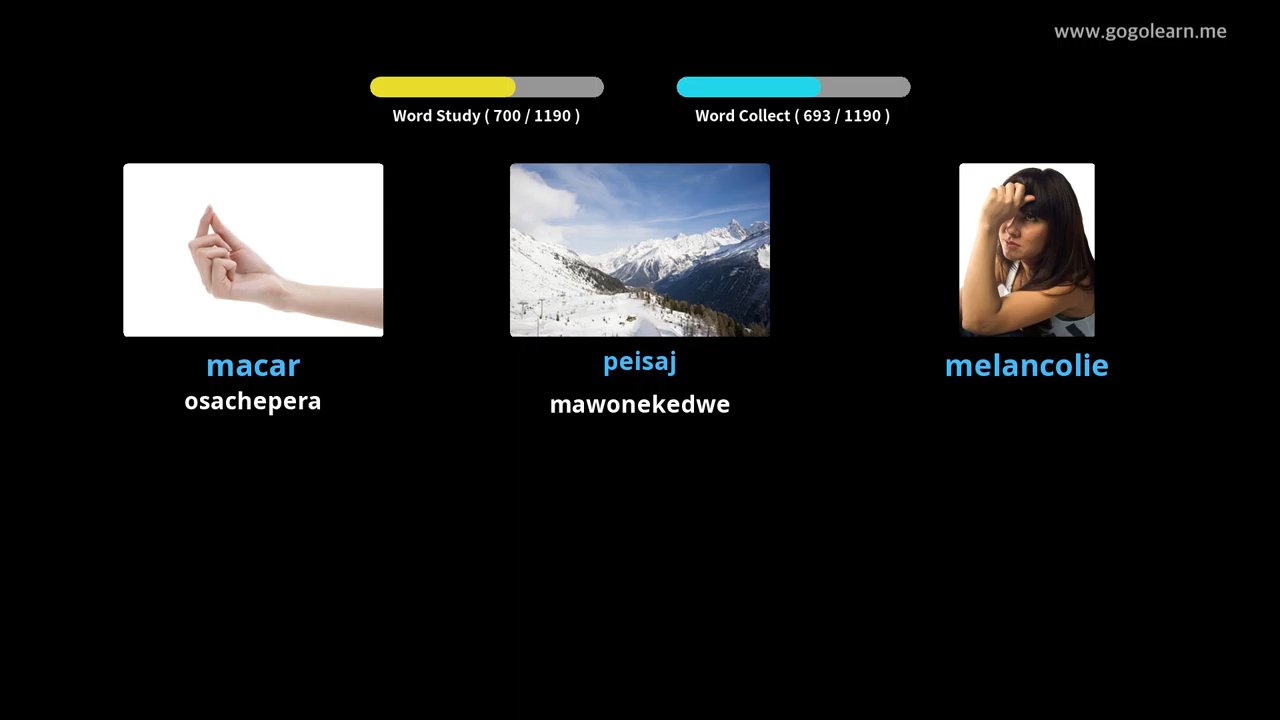 www.gogolearn.me
Word Study ( 700 / 1190 )
Word Collect ( 693 / 1190 )
macar
osachepera
peisaj
mawonekedwe
melancolie